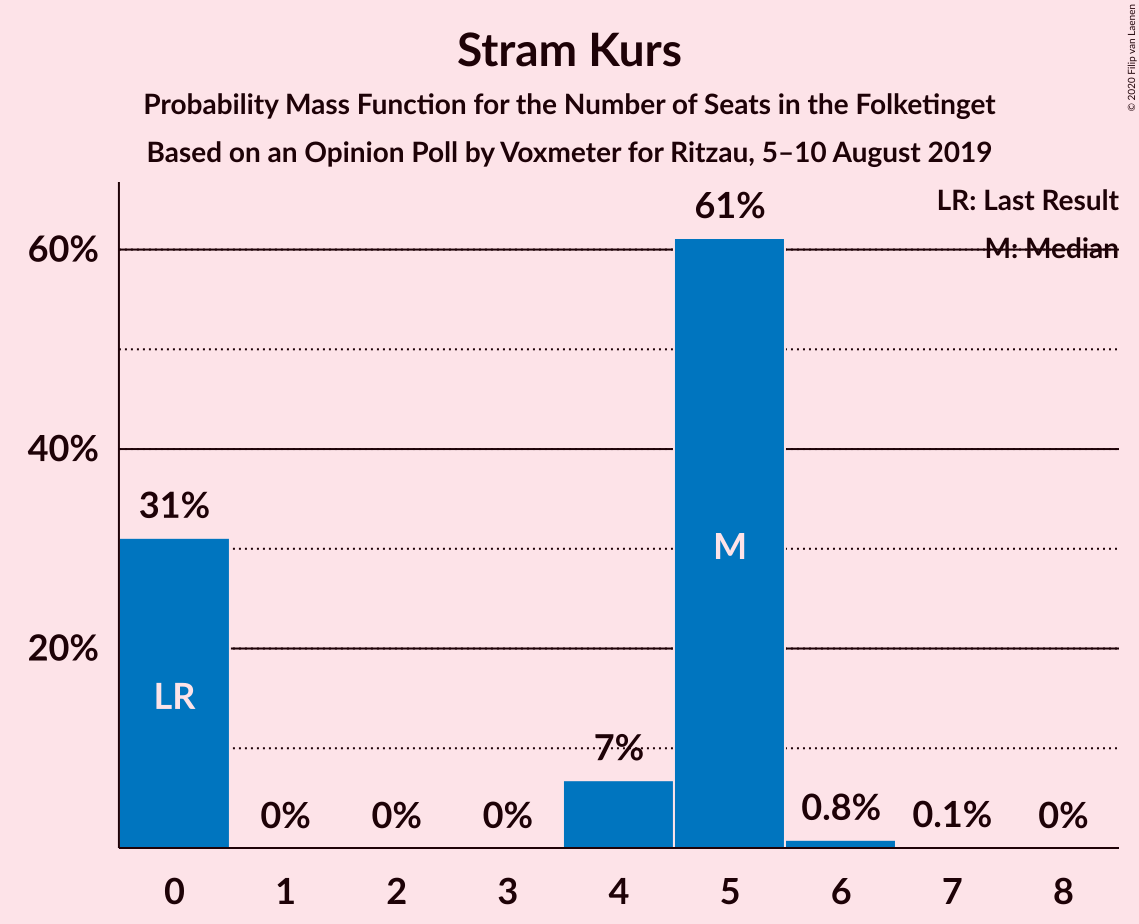 Stram Kurs
Probability Mass Function for the Number of Seats in the Folketinget
Based on an Opinion Poll by Voxmeter for Ritzau, 5–10 August 2019
© 2020 Filip van Laenen
LR: Last Result
M: Median
60%
40%
20%
31%
0%
0%
0%
7%
61%
0.8%
0.1%
0%
LR
M
0
1
2
3
4
5
6
7
8